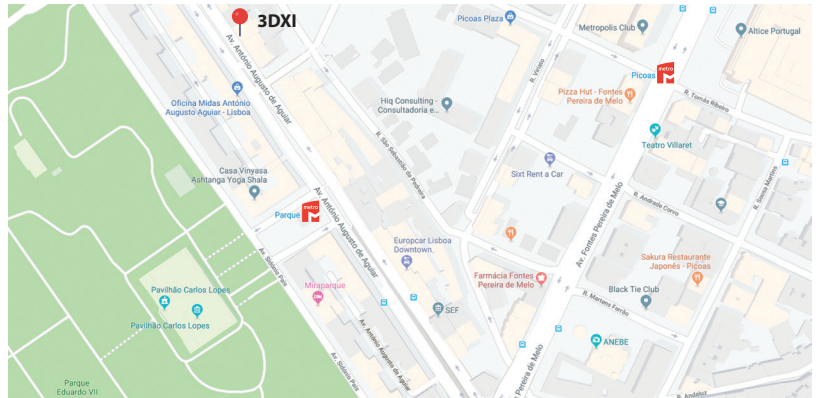 3DXI
Picoas Plaza
Metropolis Club
Altice Portugal
Av. António Augusto de Aguiar
metro
Picoas
R. Viriato
Pizza Hut - Fontes
Pereira de Melo
R. Tomás Ribeiro
Oficina Midas António
Augusto Aguiar - Lisboa
Hiq Consulting -
Consultadoria e...
R. São Sebastião da Pedreira
Teatro Villaret
Casa Vinyasa
Ashtanga Yoga Shala
Sixt Rent a Car
R. Sousa Martins
metro
Parque
Av. António Augusto de Aguiar
R. Andrade Corvo
Av. Fontes Pereira de Melo
Europcar Lisboa
Downtown
Av. Sidónio Pais
Sakura Restaurante
Japonês - Picoas
Farmácia Fontes
Pereira de Melo
Pavilhão Carlos Lopes
Miraparque
Black Tie Club
R. Martens Ferrão
SEF
Pavilhão Carlos Lopes
Av. António Augusto de Aguiar
ANEBE
Av. Sidónio Pais
Pereira de Melo
Parque
Eduardo VII
R. Andaluz